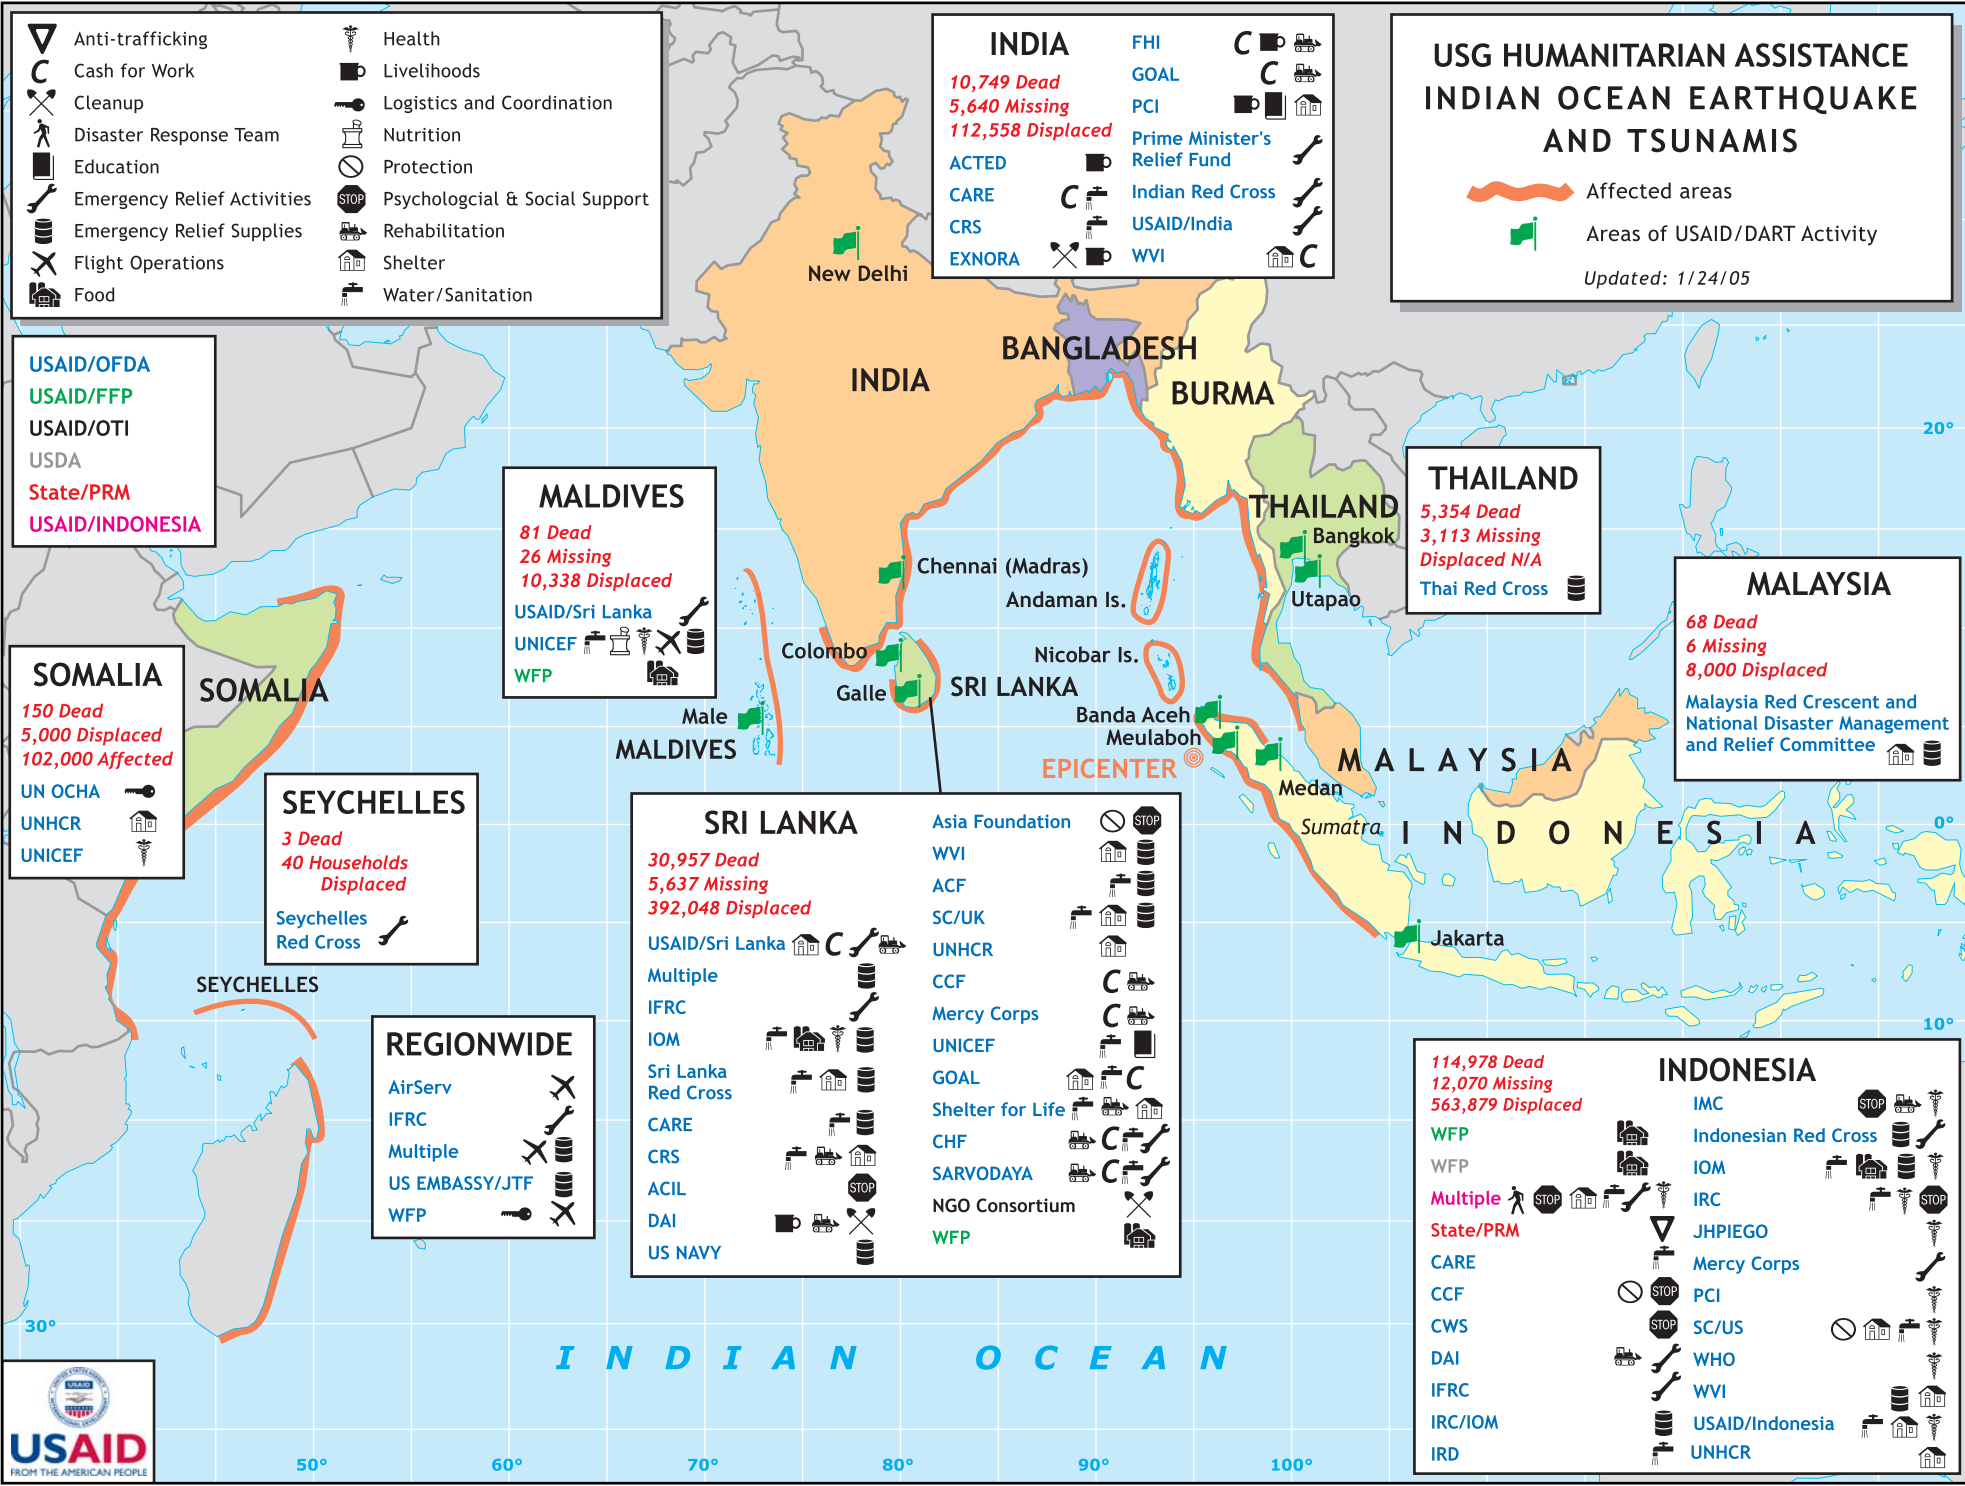 Anti-trafficking
Cash for Work
Cleanup
Disaster Response Team
Education
Emergency Relief Activities
Emergency Relief Supplies
Flight Operations
Food
Health
Livelihoods
Logistics and Coordination
Nutrition
Protection
STOP Psychologcial & Social Support
Rehabilitation
Shelter
Water/Sanitation
USAID/OFDA
USAID/FFP
USAID/OTI
USDA
State/PRM
USAID/INDONESIA
INDIA
10,749 Dead
5,640 Missing
112,558 Displaced
ACTED
CARE C
CRS
EXNORA
FHI C
GOAL C
PCI
Prime Minister's
Relief Fund
Indian Red Cross
USAID/India
WVI C
USG HUMANITARIAN ASSISTANCE
INDIAN OCEAN EARTHQUAKE
AND TSUNAMIS
Affected areas
Areas of USAID/DART Activity
Updated: 1/24/05
New Delhi
INDIA
BANGLADESH
BURMA
THAILAND
Bangkok
Utapao
Chennai (Madras)
Andaman Is.
Nicobar Is.
Colombo
Galle
SRI LANKA
Male
MALDIVES
Banda Aceh
Meulaboh
EPICENTER
Medan
Sumatra
MALAYSIA
INDONESIA
Jakarta
SOMALIA
SEYCHELLES
INDIAN OCEAN
20°
0°
10°
30°
50°
60°
70°
80°
90°
100°
MALDIVES
81 Dead
26 Missing
10,338 Displaced
USAID/Sri Lanka
UNICEF
WFP
THAILAND
5,354 Dead
3,113 Missing
Displaced N/A
Thai Red Cross
MALAYSIA
68 Dead
6 Missing
8,000 Displaced
Malaysia Red Crescent and
National Disaster Management
and Relief Committee
SOMALIA
150 Dead
5,000 Displaced
102,000 Affected
UN OCHA
UNHCR
UNICEF
SEYCHELLES
3 Dead
40 Households
Displaced
Seychelles
Red Cross
REGIONWIDE
AirServ
IFRC
Multiple
US EMBASSY/JTF
WFP
SRI LANKA
30,957 Dead
5,637 Missing
392,048 Displaced
USAID/Sri Lanka C
Multiple
IFRC
IOM
Sri Lanka
Red Cross
CARE
CRS
ACIL STOP
DAI
US NAVY
Asia Foundation STOP
WVI
ACF
SC/UK
UNHCR
CCF C
Mercy Corps C
UNICEF
GOAL C
Shelter for Life
CHF C
SARVODAYA C
NGO Consortium
WFP
INDONESIA
114,978 Dead
12,070 Missing
563,879 Displaced
WFP
WFP
Multiple STOP
State/PRM
CARE
CCF STOP
CWS STOP
DAI
IFRC
IRC/IOM
IRD
IMC STOP
Indonesian Red Cross
IOM
IRC STOP
JHPIEGO
Mercy Corps
PCI
SC/US
WHO
WVI
USAID/Indonesia
UNHCR
USAID
USAID
FROM THE AMERICAN PEOPLE